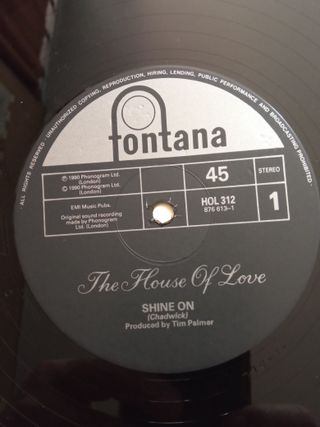 · ALL RIGHTS RESERVED · UNAUTHORIZED COPYING, REPRODUCTION, HIRING, LENDING, PUBLIC PERFORMANCE AND BROADCASTING PROHIBITED ·
fontana
℗ 1990 Phonogram Ltd.
(London)
© 1990 Phonogram Ltd.
(London)
45
STEREO
EMI Music Pubs.
Original sound recording
made by Phonogram
Ltd. (London)
HOL 312
876 613-1
1
The House Of Love
SHINE ON
(Chadwick)
Produced by Tim Palmer